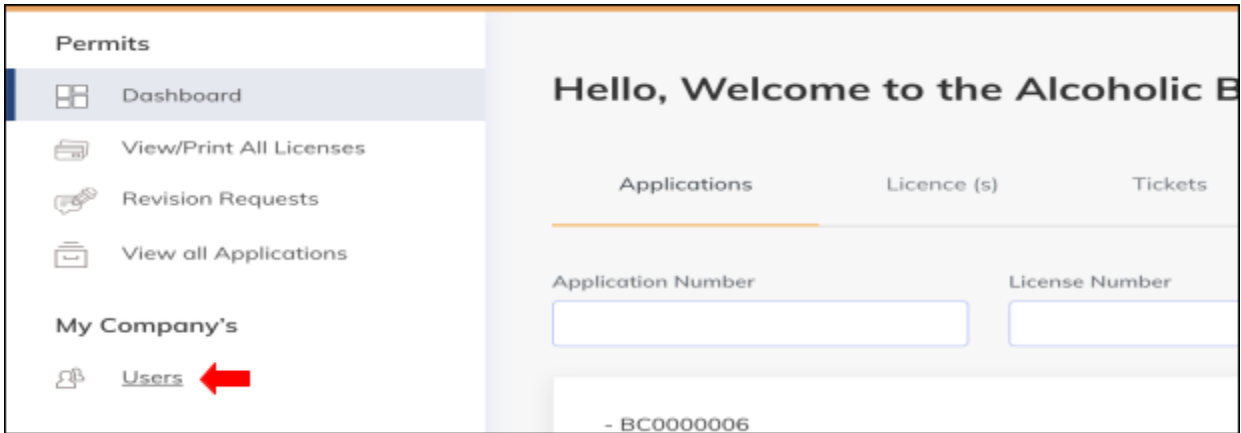 Permits
Dashboard
View/Print All Licenses
Revision Requests
View all Applications
My Company's
Users
Hello, Welcome to the Alcoholic B
Applications Licence (s) Tickets
Application Number License Number
- BC0000006